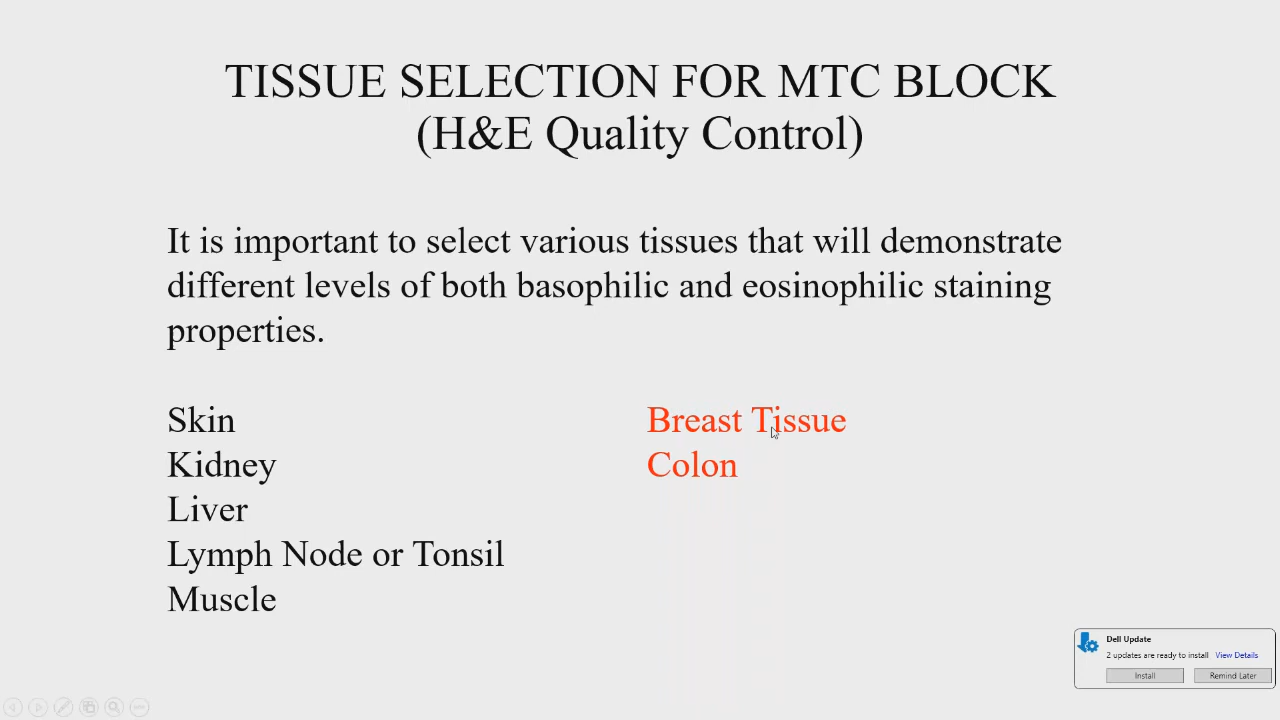 TISSUE SELECTION FOR MTC BLOCK
(H&E Quality Control)
It is important to select various tissues that will demonstrate
different levels of both basophilic and eosinophilic staining
properties.
Skin
Kidney
Liver
Lymph Node or Tonsil
Muscle
Breast Tissue
Colon
Dell Update
2 updates are ready to install View Details
Install Remind Later